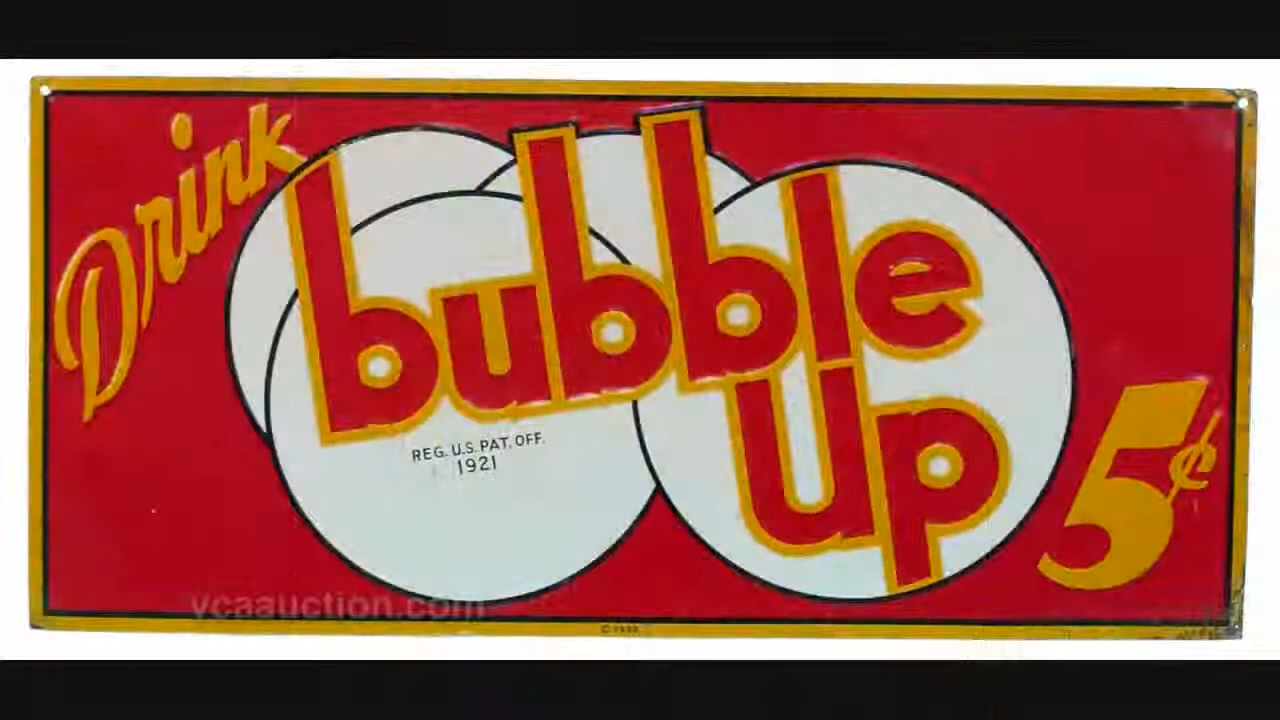 Drink
bubble
up
5¢
REG. U.S. PAT. OFF.
1921
vcaauction.com